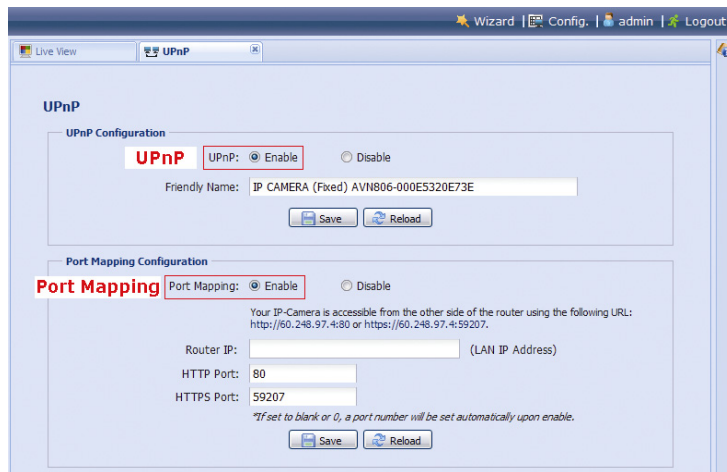 Wizard | Config. | admin | Logout
Live View UPnP
UPnP
UPnP Configuration
UPnP UPnP: Enable Disable
Friendly Name: IP CAMERA (Fixed) AVN806-000E5320E73E
Save Reload
Port Mapping Configuration
Port Mapping Port Mapping: Enable Disable
Your IP-Camera is accessible from the other side of the router using the following URL:
http://60.248.97.4:80 or https://60.248.97.4:59207.
Router IP: (LAN IP Address)
HTTP Port: 80
HTTPS Port: 59207
*If set to blank or 0, a port number will be set automatically upon enable.
Save Reload